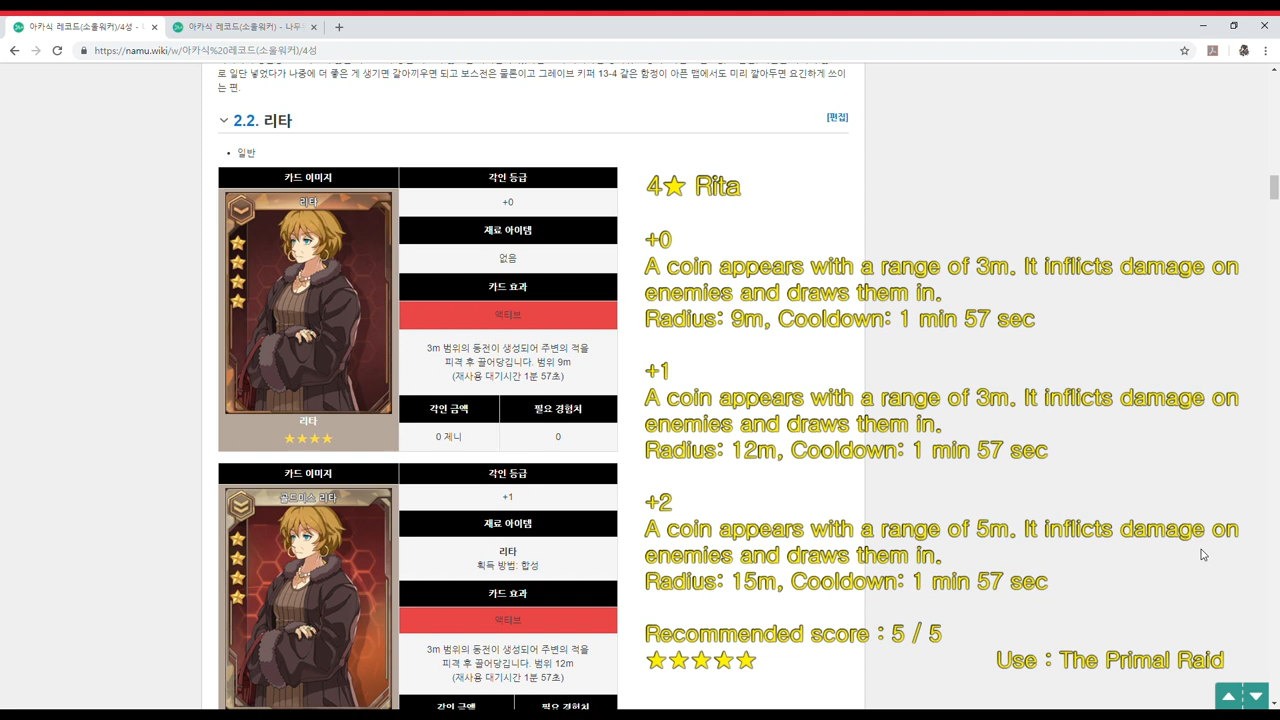 아카식 레코드(소울워커)/4성 -
아카식 레코드(소울워커) - 나무
https://namu.wiki/w/아카식%20레코드(소울워커)/4성
로 일단 넣었다가 나중에 더 좋은 게 생기면 갈아끼우면 되고 보스전은 물론이고 그레이브 키퍼 13-4 같은 함정이 아픈 맵에서도 미리 깔아두면 요긴하게 쓰이
는 편.
2.2. 리타
[편집]
• 일반
카드 이미지
각인 등급
리타
+0
재료 아이템
없음
카드 효과
액티브
3m 범위의 동전이 생성되어 주변의 적을
피격 후 끌어당깁니다. 범위 9m
(재사용 대기시간 1분 57초)
리타
★★★★
각인 금액
필요 경험치
0 제니
0
카드 이미지
각인 등급
골드미스 리타
+1
재료 아이템
리타
획득 방법: 합성
카드 효과
액티브
3m 범위의 동전이 생성되어 주변의 적을
피격 후 끌어당깁니다. 범위 12m
(재사용 대기시간 1분 57초)
각인 금액
필요 경험치
4★ Rita
+0
A coin appears with a range of 3m. It inflicts damage on
enemies and draws them in.
Radius: 9m, Cooldown: 1 min 57 sec
+1
A coin appears with a range of 3m. It inflicts damage on
enemies and draws them in.
Radius: 12m, Cooldown: 1 min 57 sec
+2
A coin appears with a range of 5m. It inflicts damage on
enemies and draws them in.
Radius: 15m, Cooldown: 1 min 57 sec
Recommended score : 5 / 5
★★★★★
Use : The Primal Raid